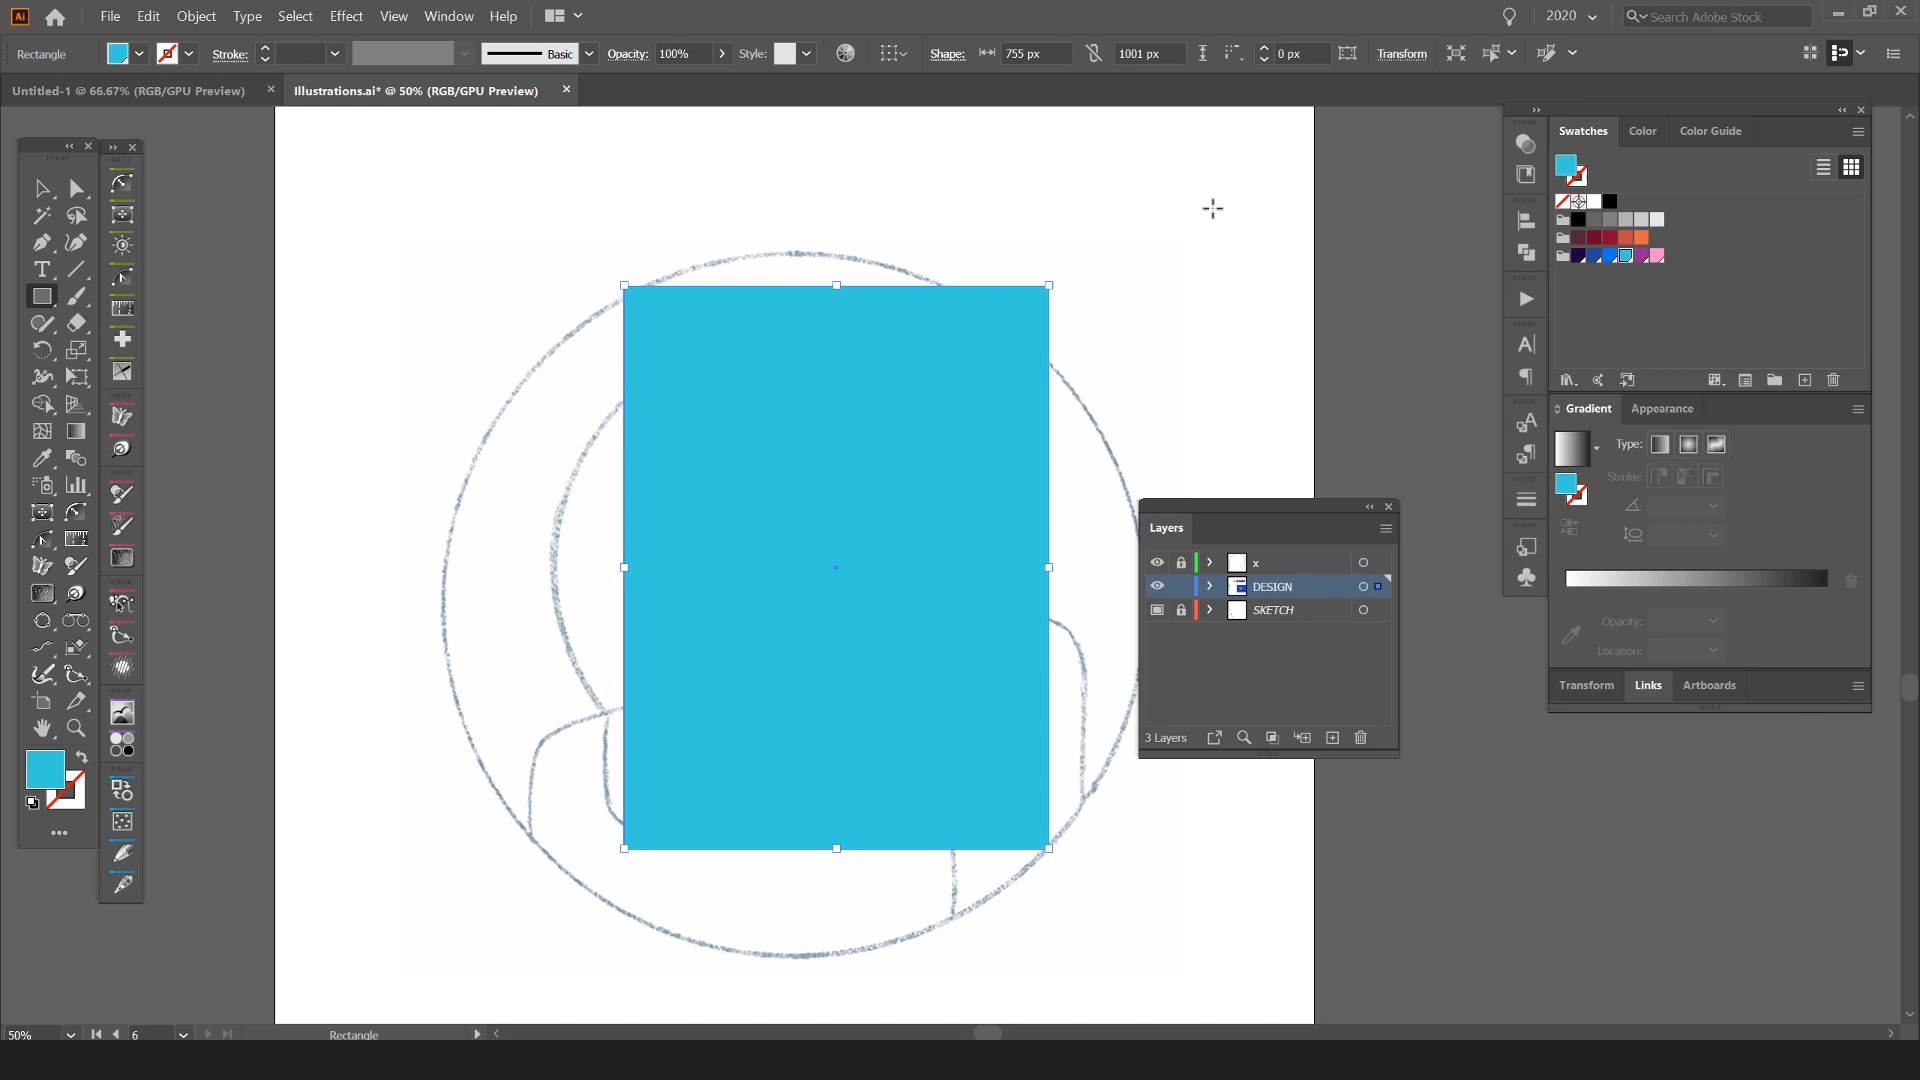 Ai File Edit Object Type Select Effect View Window Help 2020 Search Adobe Stock
Rectangle Stroke: Basic Opacity: 100% Style: Shape: 755 px 1001 px 0 px Transform
Untitled-1 @ 66.67% (RGB/GPU Preview) Illustrations.ai* @ 50% (RGB/GPU Preview)
Swatches Color Color Guide
Gradient Appearance
Type:
Stroke:
Opacity:
Location:
Transform Links Artboards
Layers
x
DESIGN
SKETCH
3 Layers
50% 6 Rectangle